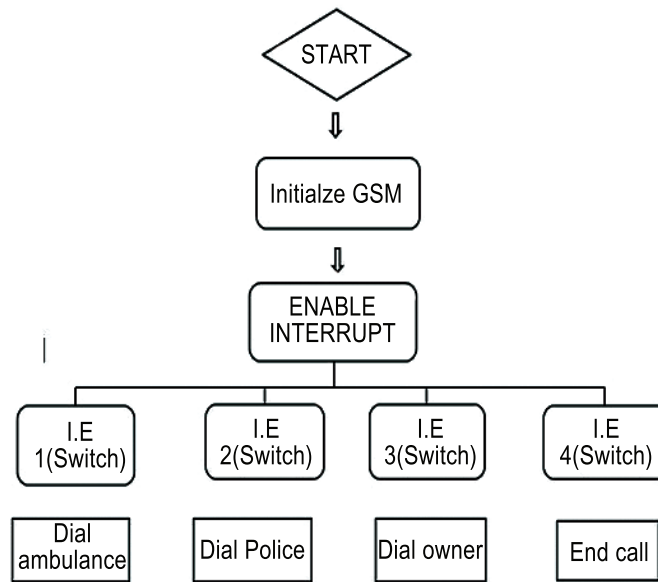 START
Initialze GSM
ENABLE
INTERRUPT
I.E
1(Switch)
I.E
2(Switch)
I.E
3(Switch)
I.E
4(Switch)
Dial
ambulance
Dial Police
Dial owner
End call